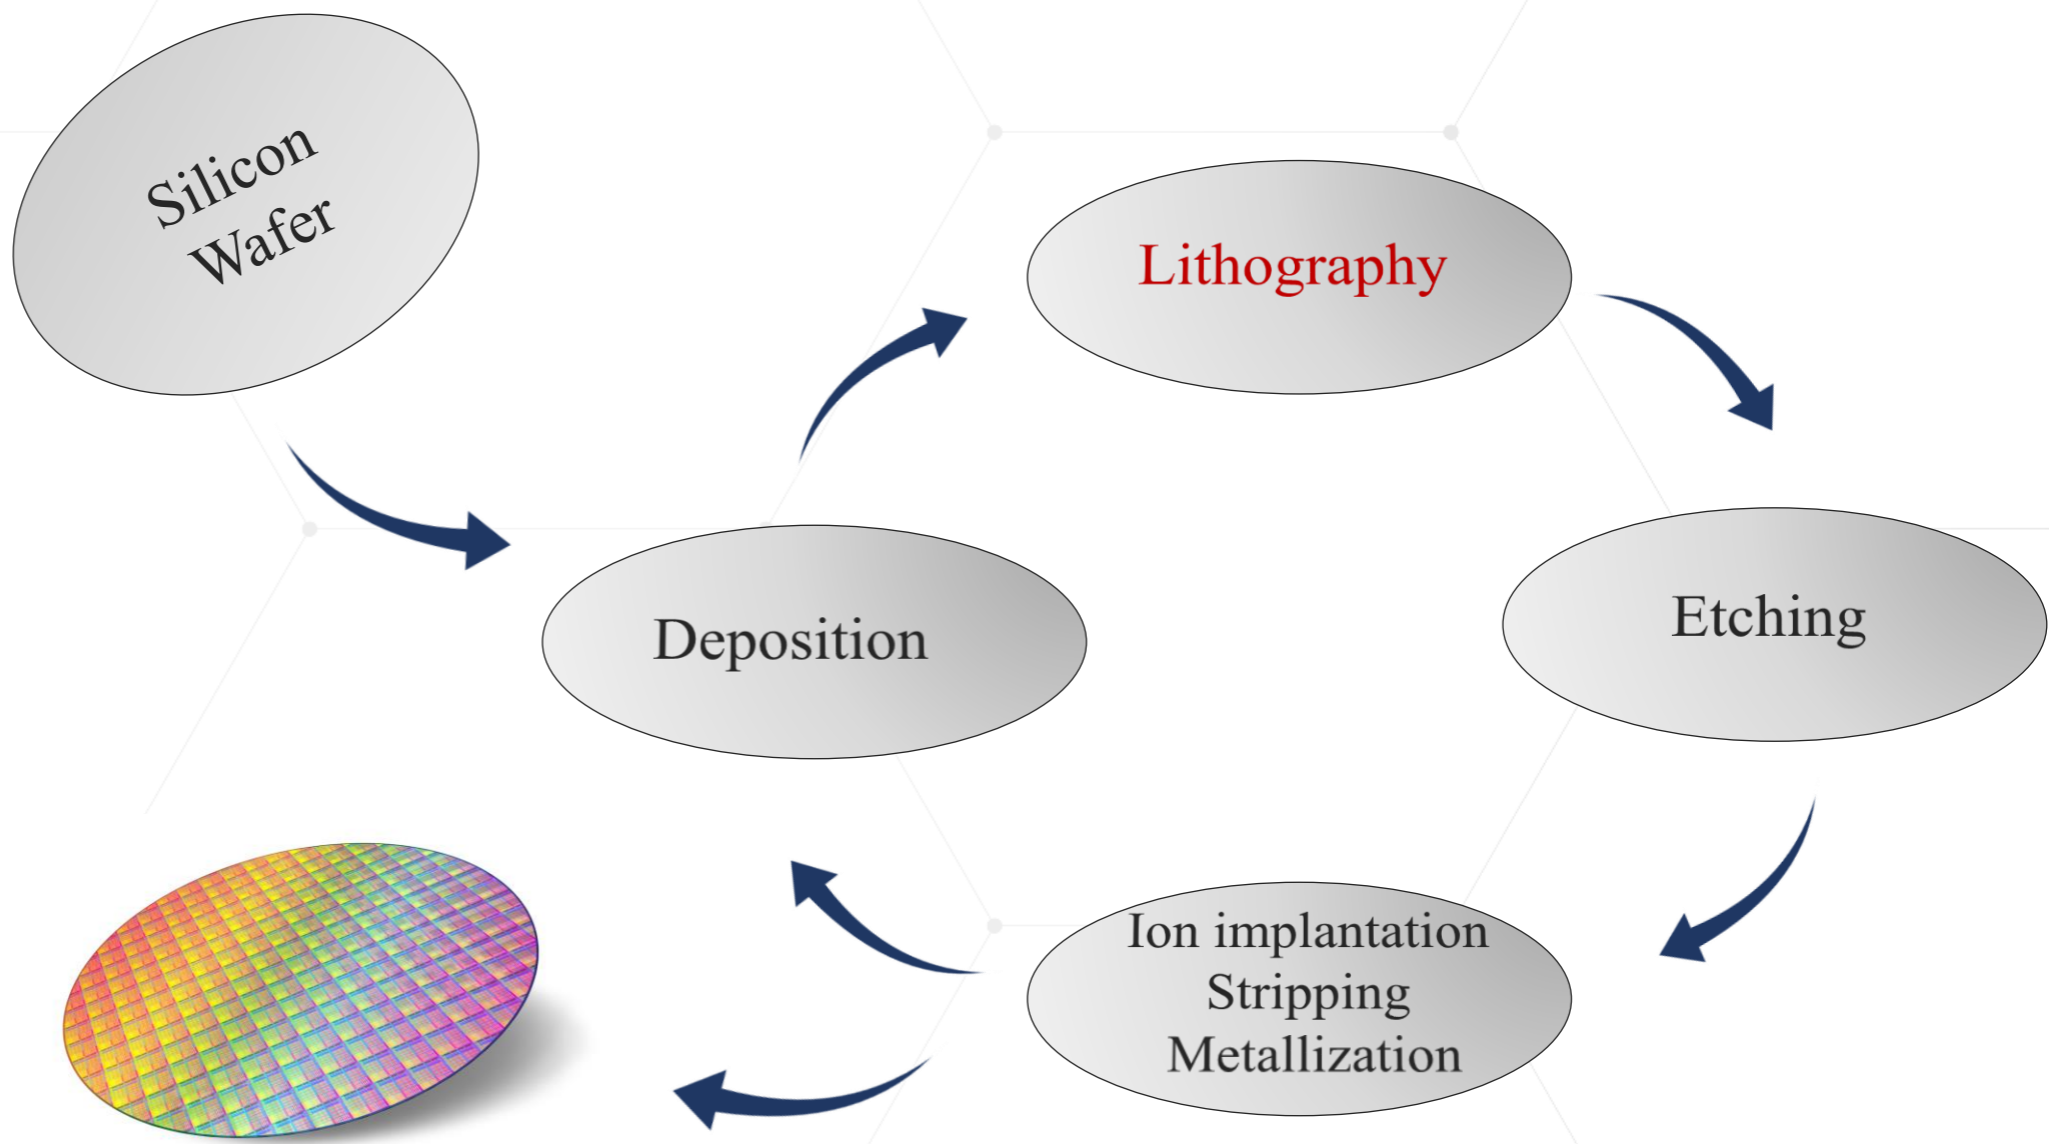 Silicon
Wafer
Lithography
Deposition
Etching
Ion implantation
Stripping
Metallization